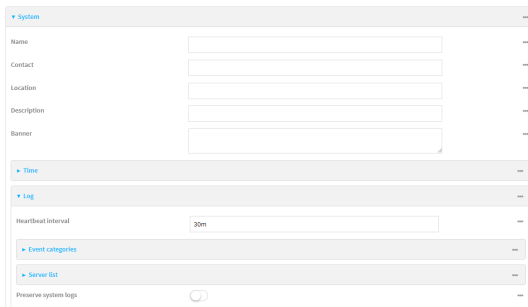 ▾ System
Name
Contact
Location
Description
Banner
▸ Time
▾ Log
Heartbeat interval 30m
▸ Event categories
▸ Server list
Preserve system logs